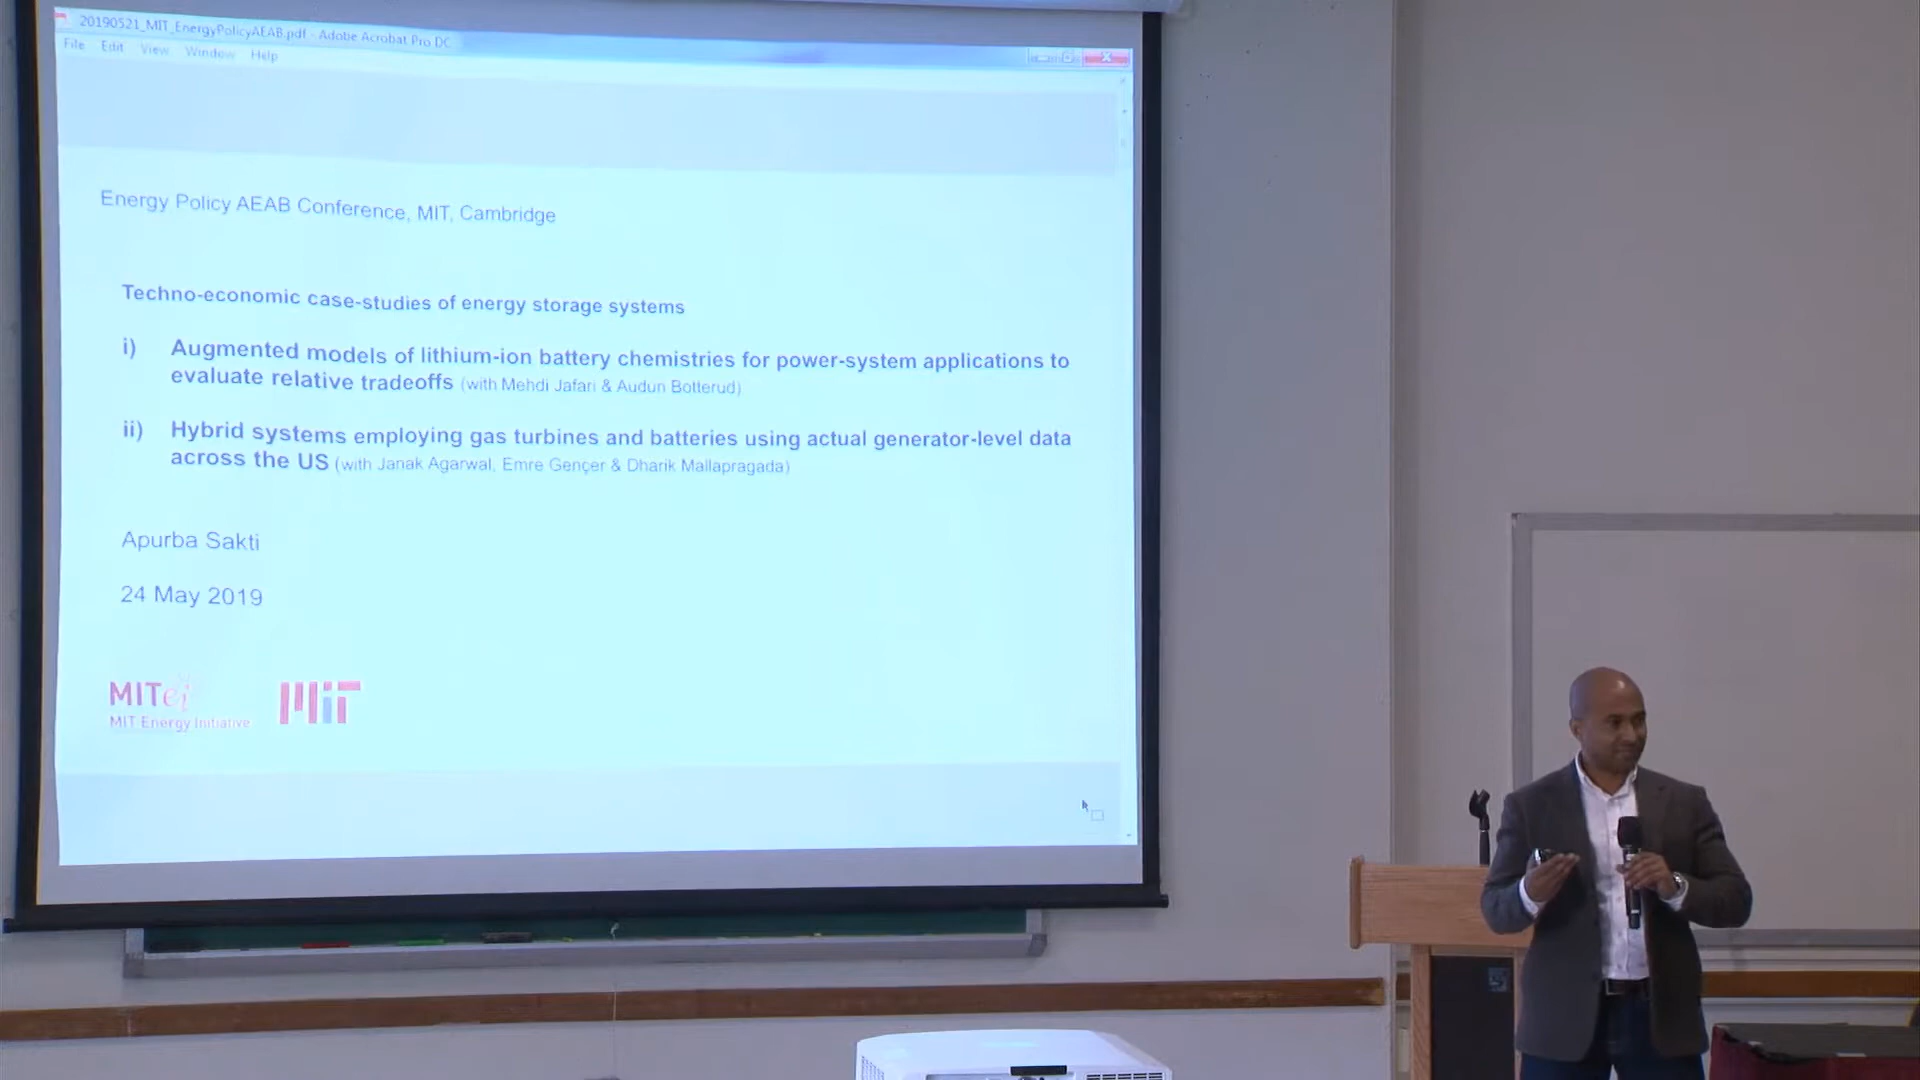 20190521_MIT_EnergyPolicyAEAB.pdf - Adobe Acrobat Pro DC
File Edit View Window Help
Energy Policy AEAB Conference, MIT, Cambridge
Techno-economic case-studies of energy storage systems
i) Augmented models of lithium-ion battery chemistries for power-system applications to
evaluate relative tradeoffs (with Mehdi Jafari & Audun Botterud)
ii) Hybrid systems employing gas turbines and batteries using actual generator-level data
across the US (with Janak Agarwal, Emre Gençer & Dharik Mallapragada)
Apurba Sakti
24 May 2019
MITei
MIT Energy Initiative
MIT